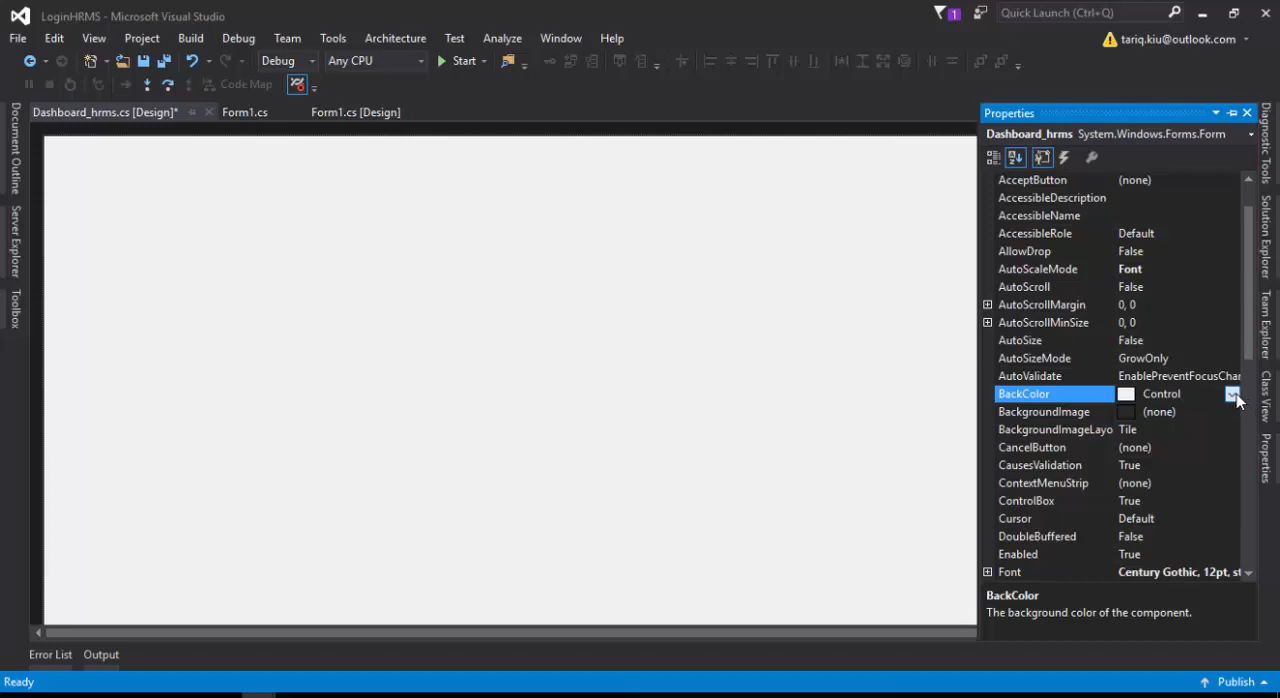 LoginHRMS - Microsoft Visual Studio
1
Quick Launch (Ctrl+Q)
File Edit View Project Build Debug Team Tools Architecture Test Analyze Window Help
tariq.kiu@outlook.com
Debug Any CPU Start
Code Map
Dashboard_hrms.cs [Design]* Form1.cs Form1.cs [Design]
Document Outline
Server Explorer
Toolbox
Properties
Dashboard_hrms System.Windows.Forms.Form
AcceptButton (none)
AccessibleDescription
AccessibleName
AccessibleRole Default
AllowDrop False
AutoScaleMode Font
AutoScroll False
AutoScrollMargin 0, 0
AutoScrollMinSize 0, 0
AutoSize False
AutoSizeMode GrowOnly
AutoValidate EnablePreventFocusChar
BackColor Control
BackgroundImage (none)
BackgroundImageLayo Tile
CancelButton (none)
CausesValidation True
ContextMenuStrip (none)
ControlBox True
Cursor Default
DoubleBuffered False
Enabled True
Font Century Gothic, 12pt, st
BackColor
The background color of the component.
Diagnostic Tools
Solution Explorer
Team Explorer
Class View
Properties
Error List Output
Ready
Publish